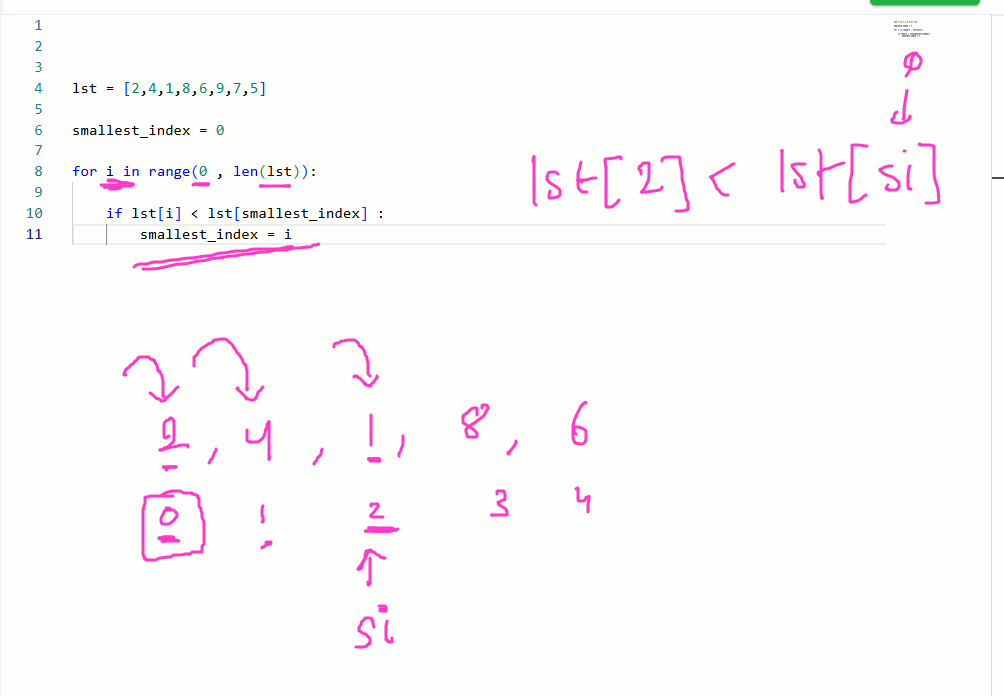 1
2
3
4 lst = [2,4,1,8,6,9,7,5]
5
6 smallest_index = 0
7
8 for i in range(0 , len(lst)):
9
10 if lst[i] < lst[smallest_index] :
11 smallest_index = i
0
lst[2] < lst[si]
2, 4, 1, 8, 6
0 1 2 3 4
si